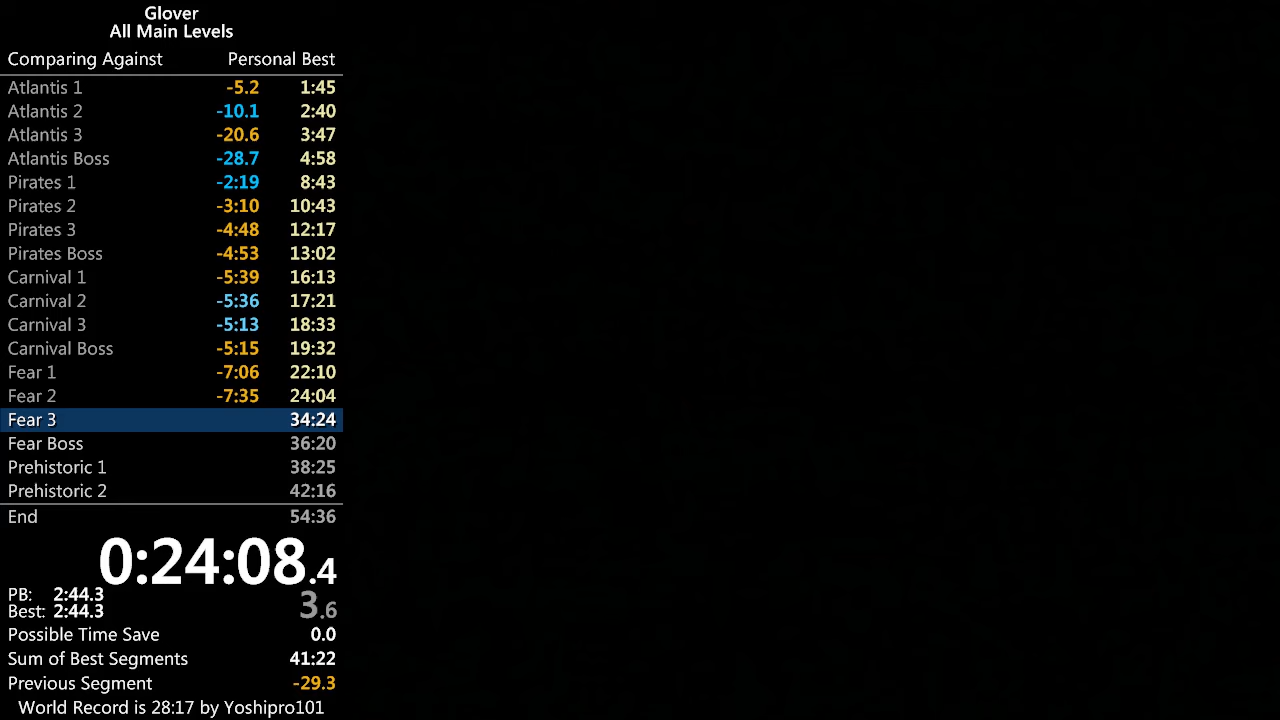 Glover
All Main Levels
Comparing Against Personal Best
Atlantis 1 -5.2 1:45
Atlantis 2 -10.1 2:40
Atlantis 3 -20.6 3:47
Atlantis Boss -28.7 4:58
Pirates 1 -2:19 8:43
Pirates 2 -3:10 10:43
Pirates 3 -4:48 12:17
Pirates Boss -4:53 13:02
Carnival 1 -5:39 16:13
Carnival 2 -5:36 17:21
Carnival 3 -5:13 18:33
Carnival Boss -5:15 19:32
Fear 1 -7:06 22:10
Fear 2 -7:35 24:04
Fear 3 34:24
Fear Boss 36:20
Prehistoric 1 38:25
Prehistoric 2 42:16
End 54:36
0:24:08.4
PB: 2:44.3
Best: 2:44.3 3.6
Possible Time Save 0.0
Sum of Best Segments 41:22
Previous Segment -29.3
World Record is 28:17 by Yoshipro101